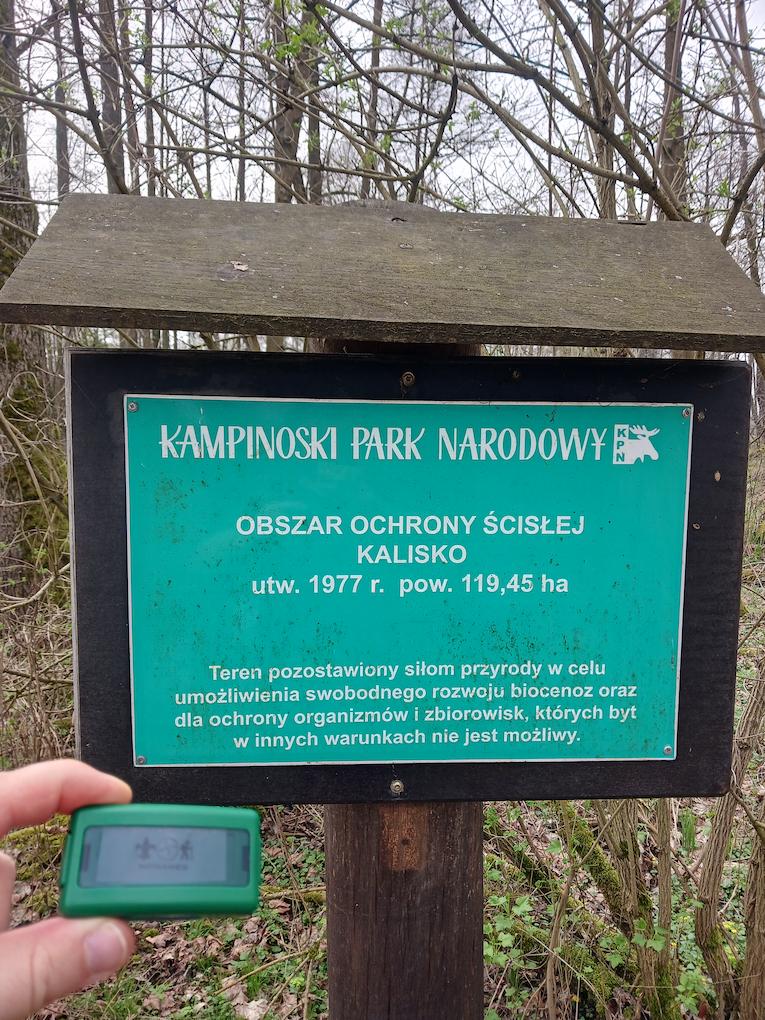 KAMPINOSKI PARK NARODOWY KPN
OBSZAR OCHRONY ŚCISŁEJ
KALISKO
utw. 1977 r. pow. 119,45 ha
Teren pozostawiony siłom przyrody w celu
umożliwienia swobodnego rozwoju biocenoz oraz
dla ochrony organizmów i zbiorowisk, których byt
w innych warunkach nie jest możliwy.